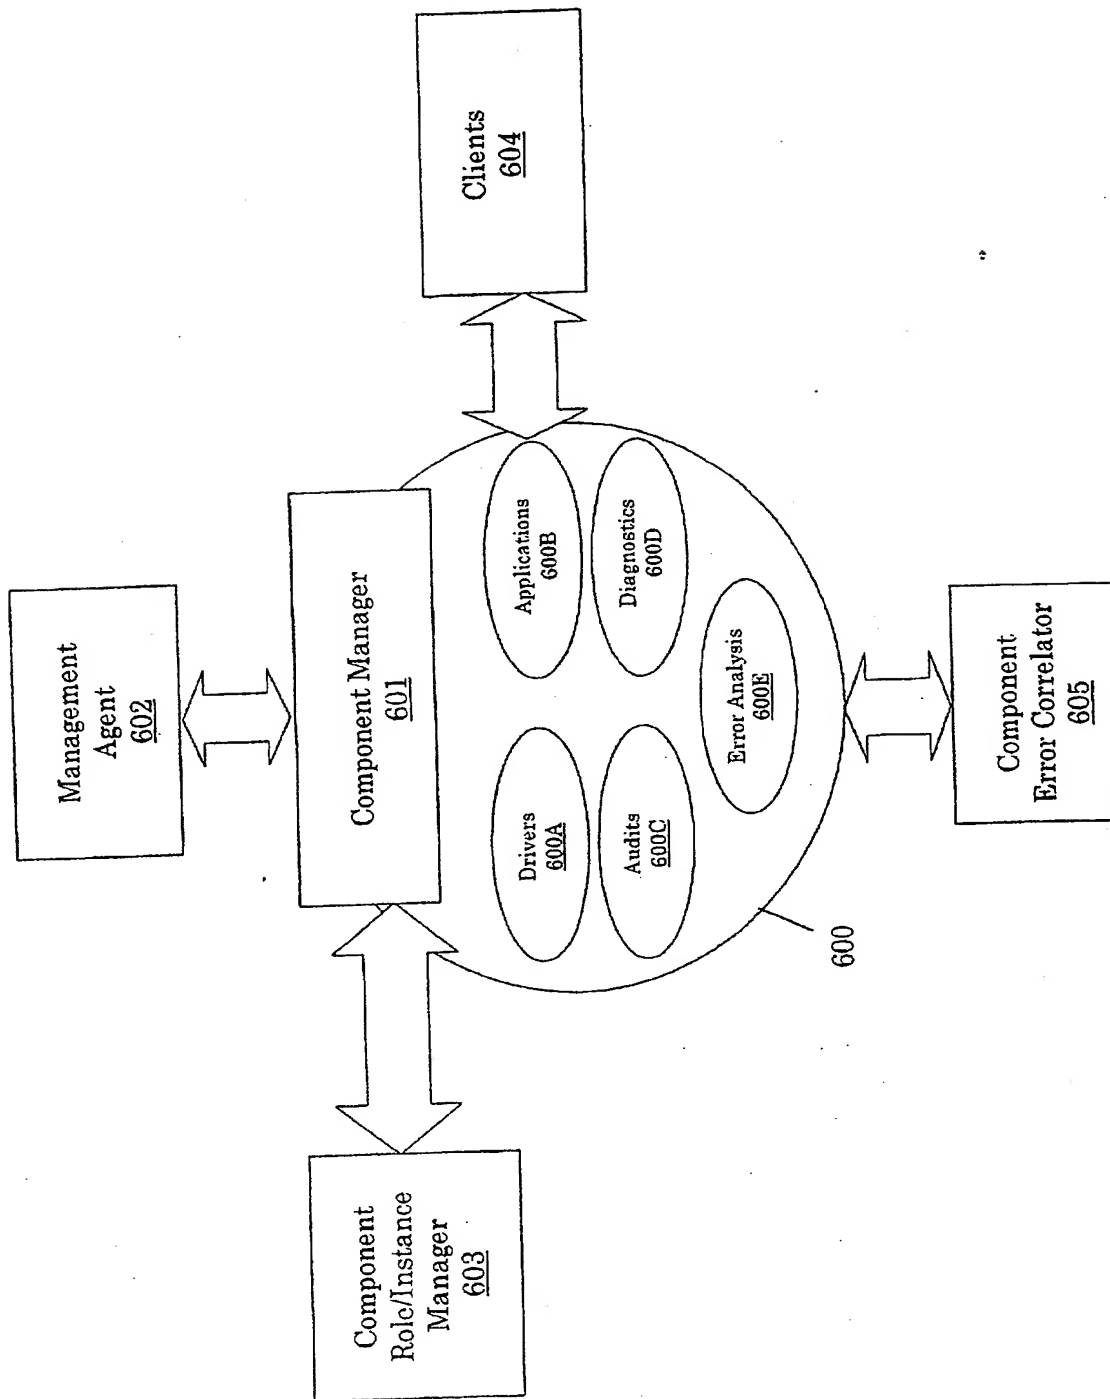 Management
Agent
602
Component
Role/Instance
Manager
603
Component Manager
601
Clients
604
Drivers
600A
Applications
600B
Audits
600C
Diagnostics
600D
Error Analysis
600E
600
Component
Error Correlator
605